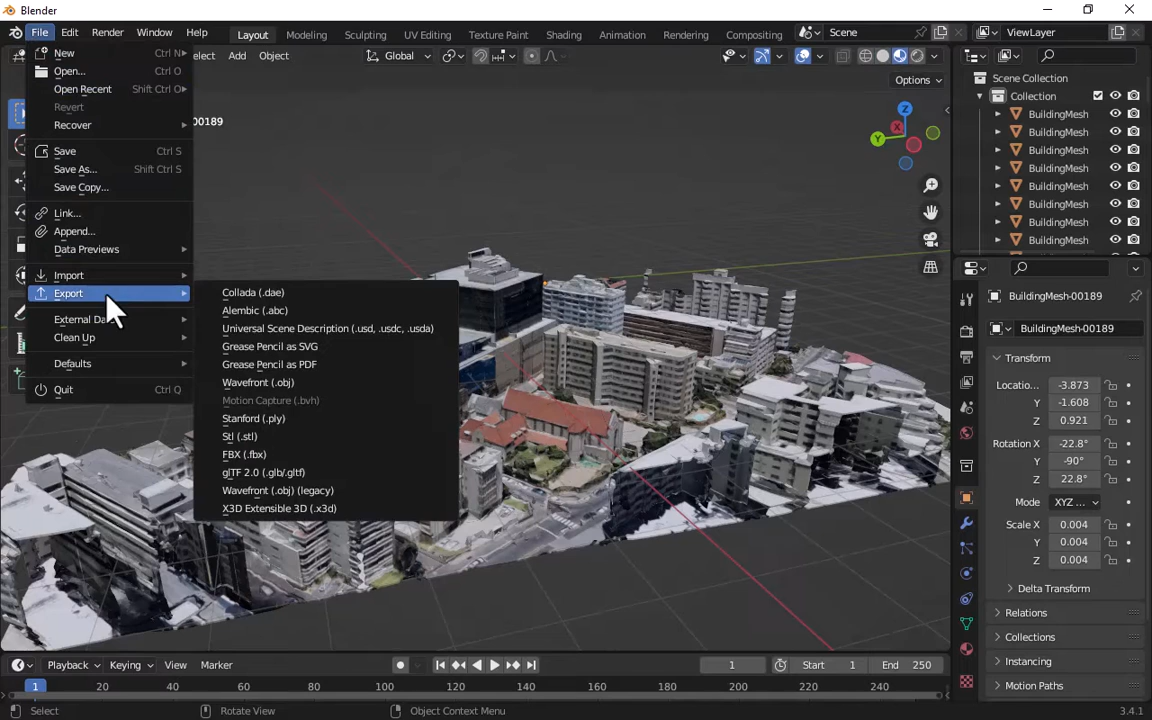 Blender
File Edit Render Window Help Layout Modeling Sculpting UV Editing Texture Paint Shading Animation Rendering Scene ViewLayer
New Ctrl N
Open... Ctrl O
Open Recent Shift Ctrl O
Revert
Recover
Save Ctrl S
Save As... Shift Ctrl S
Save Copy...
Link...
Append...
Data Previews
Import
Export
External Da
Clean Up
Defaults
Quit Ctrl Q
Collada (.dae)
Alembic (.abc)
Universal Scene Description (.usd, .usdc, .usda)
Grease Pencil as SVG
Grease Pencil as PDF
Wavefront (.obj)
Motion Capture (.bvh)
Stanford (.ply)
Stl (.stl)
FBX (.fbx)
glTF 2.0 (.glb/.gltf)
Wavefront (.obj) (legacy)
X3D Extensible 3D (.x3d)
elect Add Object Global
Options
00189
Z
X
Y
Scene Collection
Collection
BuildingMesh
BuildingMesh
BuildingMesh
BuildingMesh
BuildingMesh
BuildingMesh
BuildingMesh
BuildingMesh
BuildingMesh-00189
BuildingMesh-00189
Transform
Locatio... -3.873
Y -1.608
Z 0.921
Rotation X -22.8°
Y -90°
Z 22.8°
Mode XYZ ...
Scale X 0.004
Y 0.004
Z 0.004
Delta Transform
Relations
Collections
Instancing
Motion Paths
Playback Keying View Marker 1 Start 1 End 250
1 20 40 60 80 100 120 140 160 180 200 220 240
Select Rotate View Object Context Menu 3.4.1